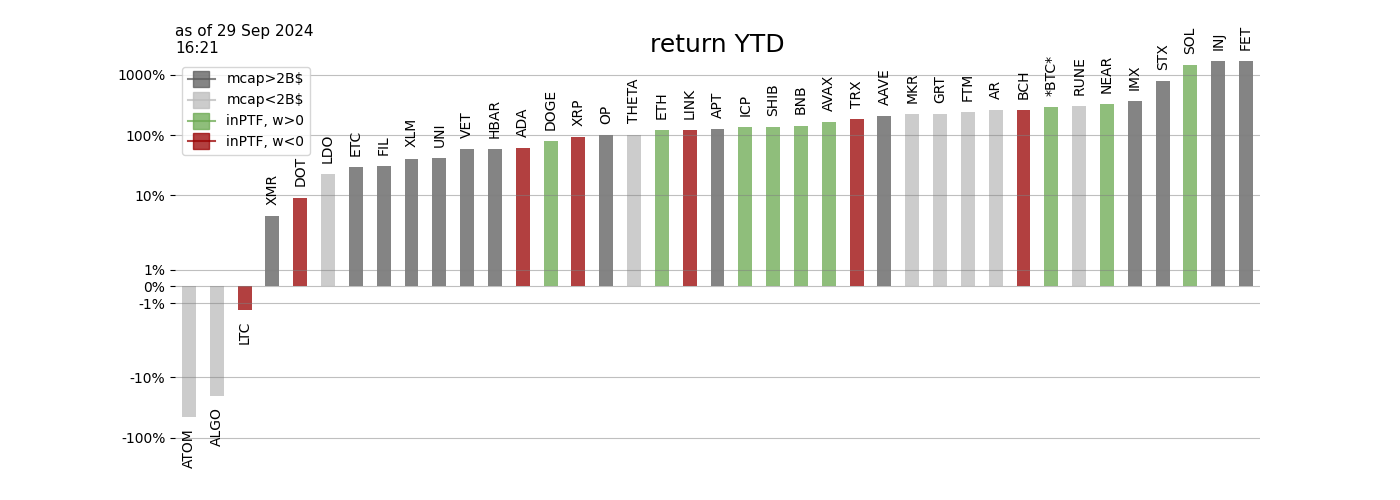 as of 29 Sep 2024
16:21
return YTD
mcap>2B$
mcap<2B$
inPTF, w>0
inPTF, w<0
1000%
100%
10%
1%
0%
-1%
-10%
-100%
ATOM
ALGO
LTC
XMR
DOT
LDO
ETC
FIL
XLM
UNI
VET
HBAR
ADA
DOGE
XRP
OP
THETA
ETH
LINK
APT
ICP
SHIB
BNB
AVAX
TRX
AAVE
MKR
GRT
FTM
AR
BCH
*BTC*
RUNE
NEAR
IMX
STX
SOL
INJ
FET